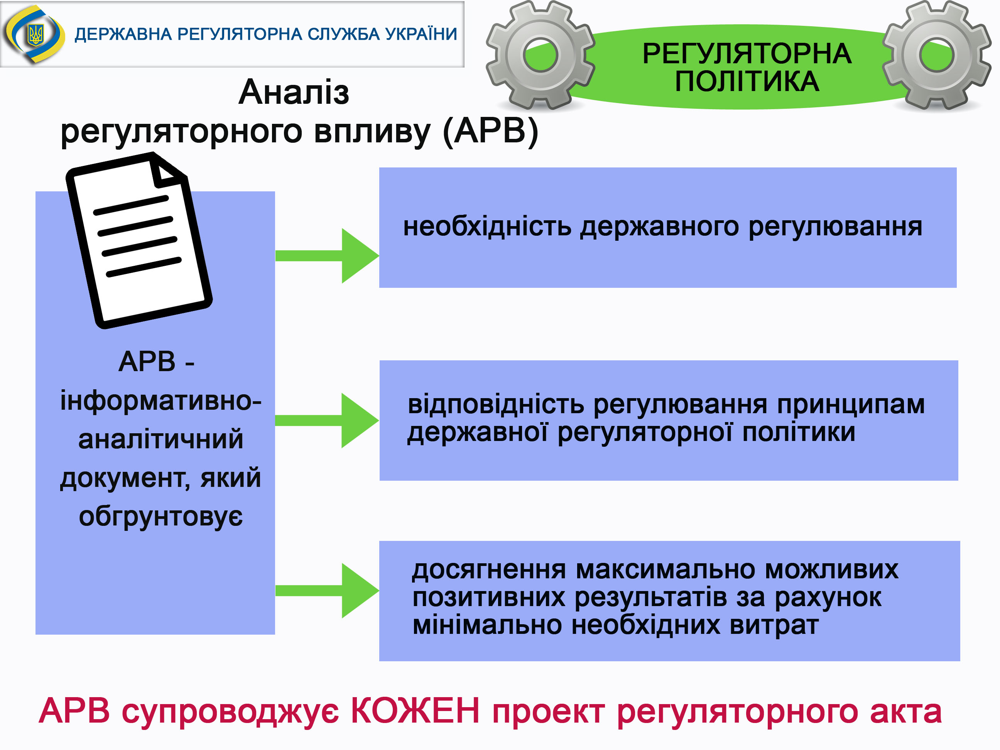 ДЕРЖАВНА РЕГУЛЯТОРНА СЛУЖБА УКРАЇНИ
РЕГУЛЯТОРНА
ПОЛІТИКА
Аналіз
регуляторного впливу (АРВ)
АРВ -
інформативно-
аналітичний
документ, який
обгрунтовує
необхідність державного регулювання
відповідність регулювання принципам
державної регуляторної політики
досягнення максимально можливих
позитивних результатів за рахунок
мінімально необхідних витрат
АРВ супроводжує КОЖЕН проект регуляторного акта